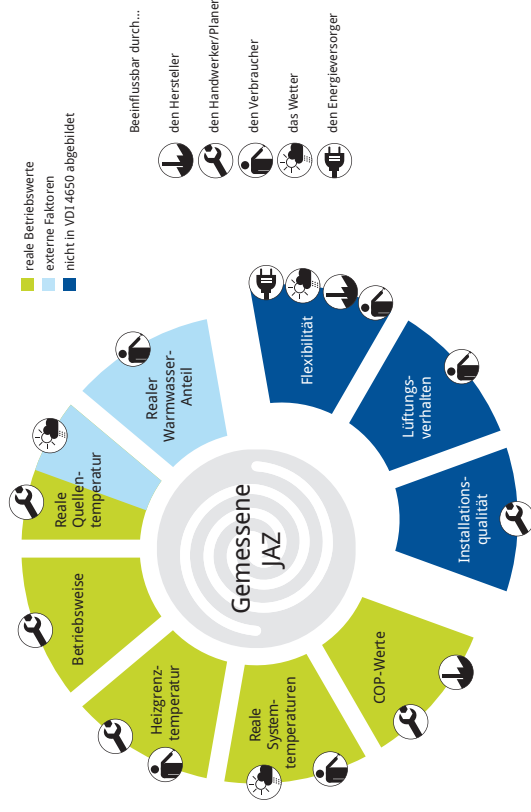 reale Betriebswerte
externe Faktoren
nicht in VDI 4650 abgebildet
Beeinflussbar durch...
den Hersteller
den Handwerker/Planer
den Verbraucher
das Wetter
den Energieversorger
Gemessene
JAZ
Reale
Quellen-
temperatur
Realer
Warmwasser-
Anteil
Flexibilität
Lüftungs-
verhalten
Installations-
qualität
COP-Werte
Reale
System-
temperaturen
Heizgrenz-
temperatur
Betriebsweise